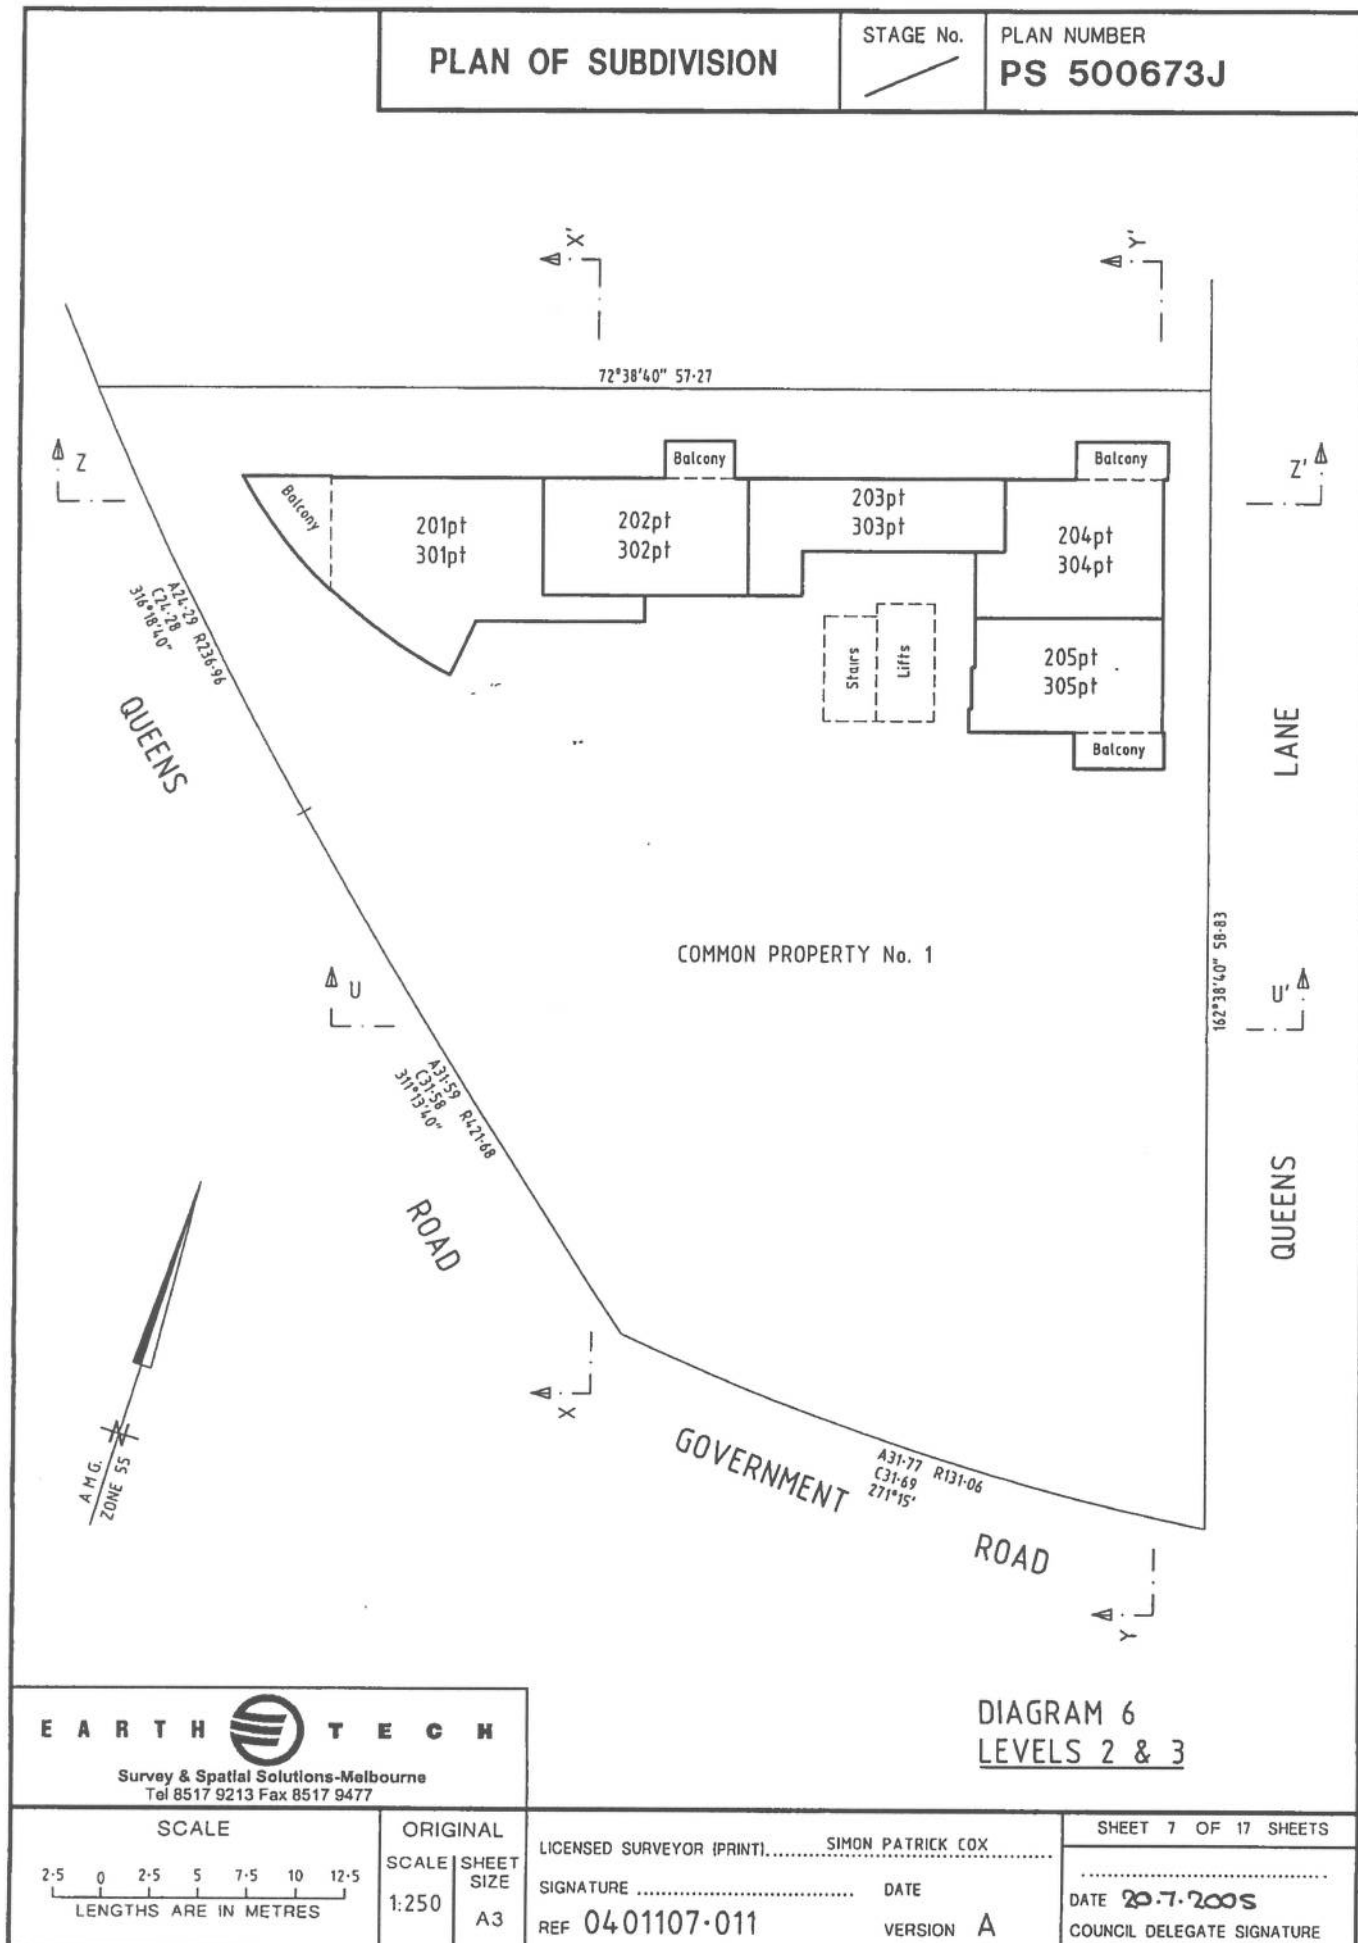 PLAN OF SUBDIVISION
STAGE No.
PLAN NUMBER
PS 500673J
X'
Y'
72°38'40" 57·27
Z
Z'
Balcony
Balcony
Balcony
201pt
301pt
202pt
302pt
203pt
303pt
204pt
304pt
205pt
305pt
Stairs
Lifts
Balcony
A24·29 R236·96
C24·28
316°18'40"
QUEENS
LANE
COMMON PROPERTY No. 1
162°38'40" 58·83
U
U'
A31·59 R421·68
C31·58
311°13'40"
ROAD
QUEENS
X
A.M.G.
ZONE 55
GOVERNMENT
A31·77 R131·06
C31·69
271°15'
ROAD
Y
DIAGRAM 6
LEVELS 2 & 3
EARTH TECH
Survey & Spatial Solutions-Melbourne
Tel 8517 9213 Fax 8517 9477
SCALE
2·5 0 2·5 5 7·5 10 12·5
LENGTHS ARE IN METRES
ORIGINAL
SCALE
1:250
SHEET
SIZE
A3
LICENSED SURVEYOR (PRINT)........ SIMON PATRICK COX ........
SIGNATURE ........................ DATE
REF 0401107·011 VERSION A
SHEET 7 OF 17 SHEETS
DATE 20·7·2005
COUNCIL DELEGATE SIGNATURE